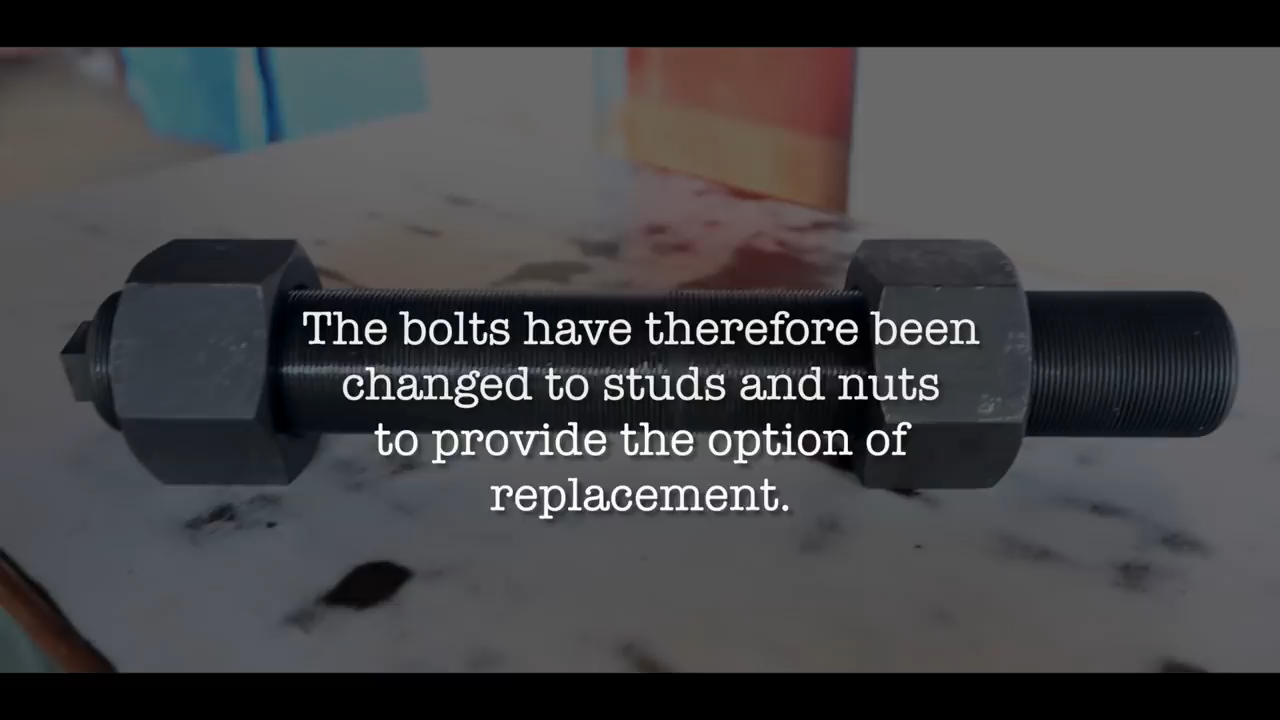 The bolts have therefore been
changed to studs and nuts
to provide the option of
replacement.